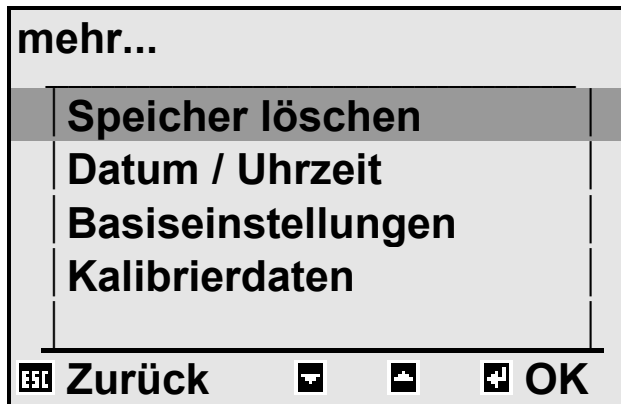 mehr...
Speicher löschen
Datum / Uhrzeit
Basiseinstellungen
Kalibrierdaten
ESC Zurück OK